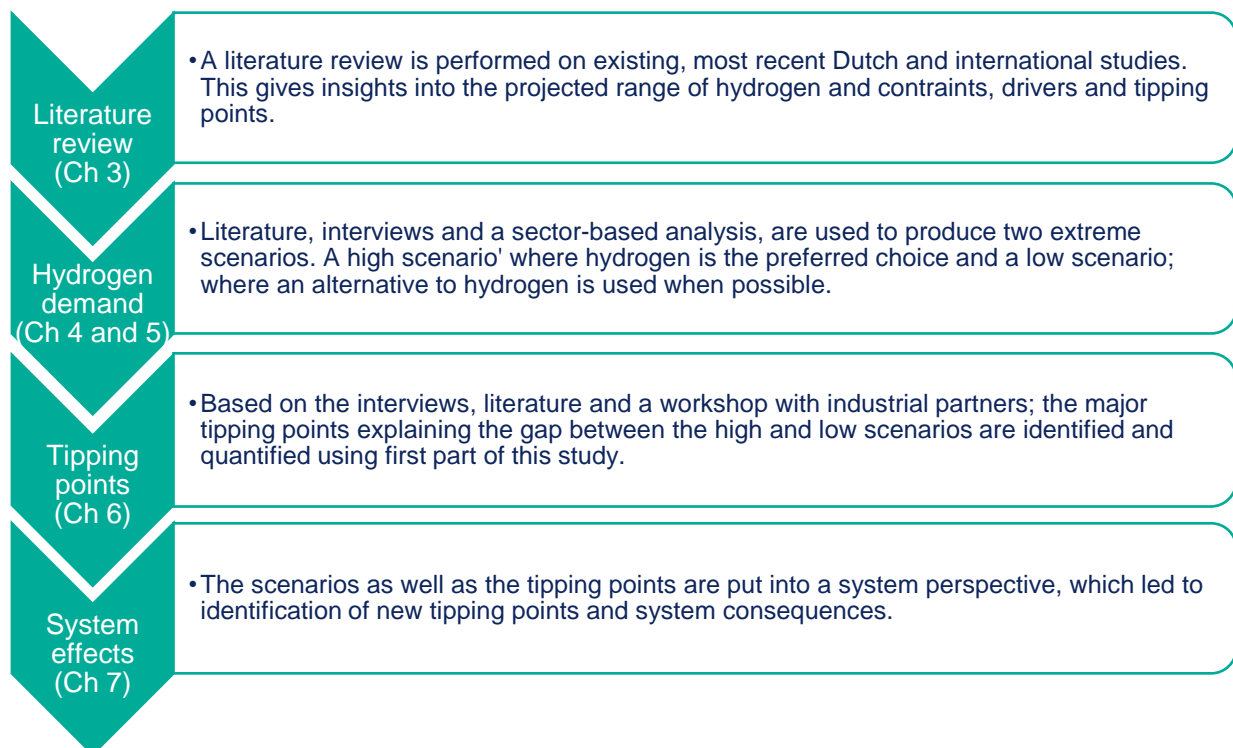 Literature
review
(Ch 3)
•A literature review is performed on existing, most recent Dutch and international studies.
This gives insights into the projected range of hydrogen and contraints, drivers and tipping
points.
Hydrogen
demand
(Ch 4 and 5)
•Literature, interviews and a sector-based analysis, are used to produce two extreme
scenarios. A high scenario' where hydrogen is the preferred choice and a low scenario;
where an alternative to hydrogen is used when possible.
Tipping
points
(Ch 6)
•Based on the interviews, literature and a workshop with industrial partners; the major
tipping points explaining the gap between the high and low scenarios are identified and
quantified using first part of this study.
System
effects
(Ch 7)
•The scenarios as well as the tipping points are put into a system perspective, which led to
identification of new tipping points and system consequences.